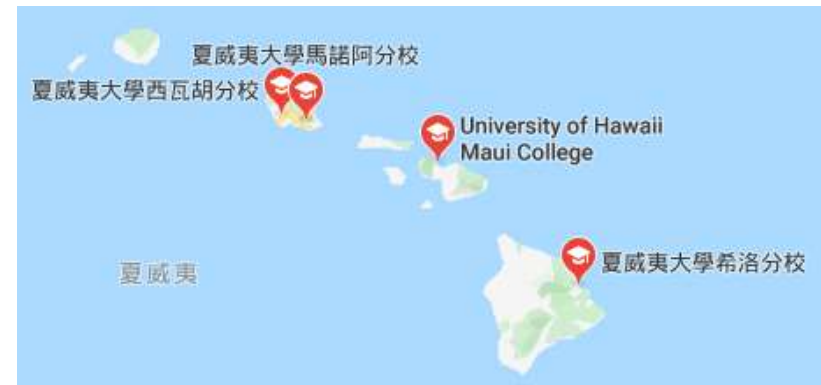 夏威夷大學馬諾阿分校
夏威夷大學西瓦胡分校
University of Hawaii
Maui College
夏威夷大學希洛分校
夏威夷